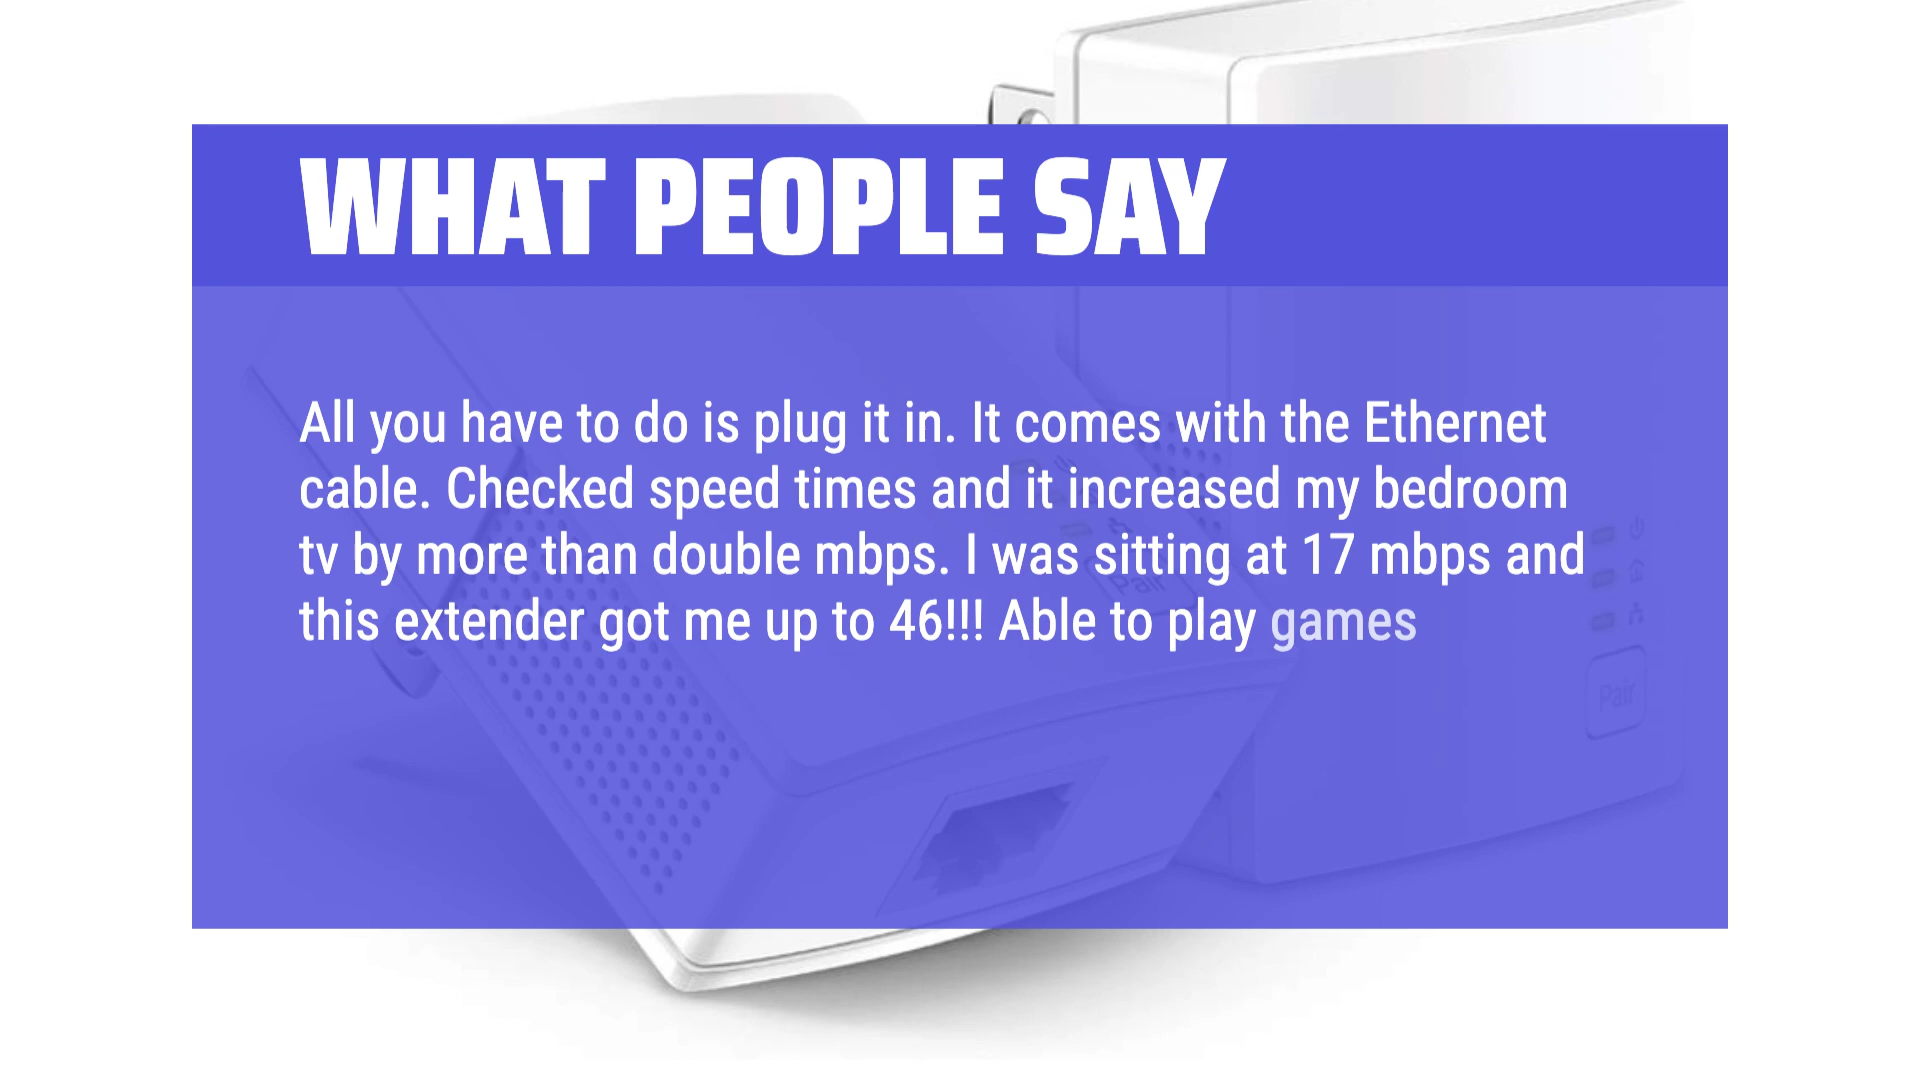 WHAT PEOPLE SAY
All you have to do is plug it in. It comes with the Ethernet
cable. Checked speed times and it increased my bedroom
tv by more than double mbps. I was sitting at 17 mbps and
this extender got me up to 46!!! Able to play games
Pair
Pair